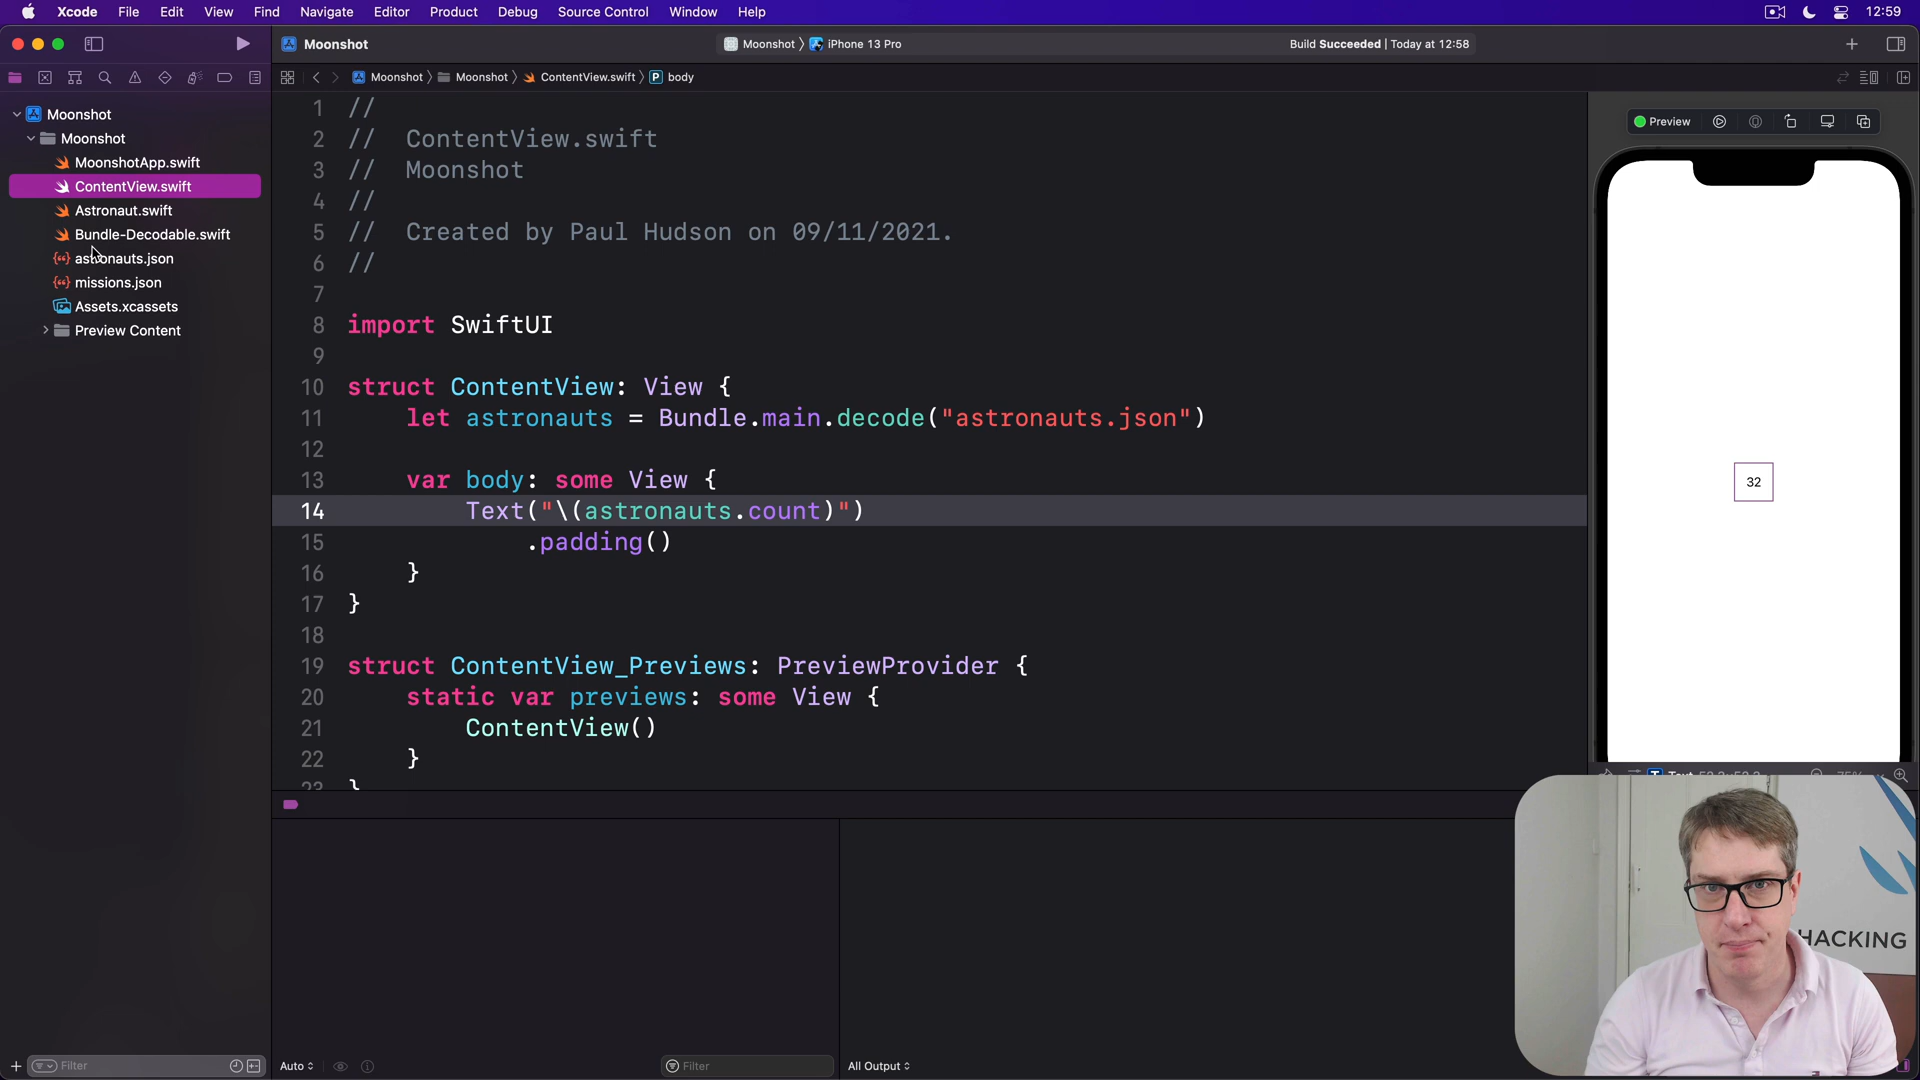 Xcode File Edit View Find Navigate Editor Product Debug Source Control Window Help 12:59
Moonshot Moonshot iPhone 13 Pro Build Succeeded | Today at 12:58
Moonshot Moonshot ContentView.swift body
Moonshot
Moonshot
MoonshotApp.swift
ContentView.swift
Astronaut.swift
Bundle-Decodable.swift
astronauts.json
missions.json
Assets.xcassets
Preview Content
1 //
2 // ContentView.swift
3 // Moonshot
4 //
5 // Created by Paul Hudson on 09/11/2021.
6 //
7
8 import SwiftUI
9
10 struct ContentView: View {
11 let astronauts = Bundle.main.decode("astronauts.json")
12
13 var body: some View {
14 Text("\(astronauts.count)")
15 .padding()
16 }
17 }
18
19 struct ContentView_Previews: PreviewProvider {
20 static var previews: some View {
21 ContentView()
22 }
23 }
Preview
32
HACKING
Filter
Auto
Filter
All Output